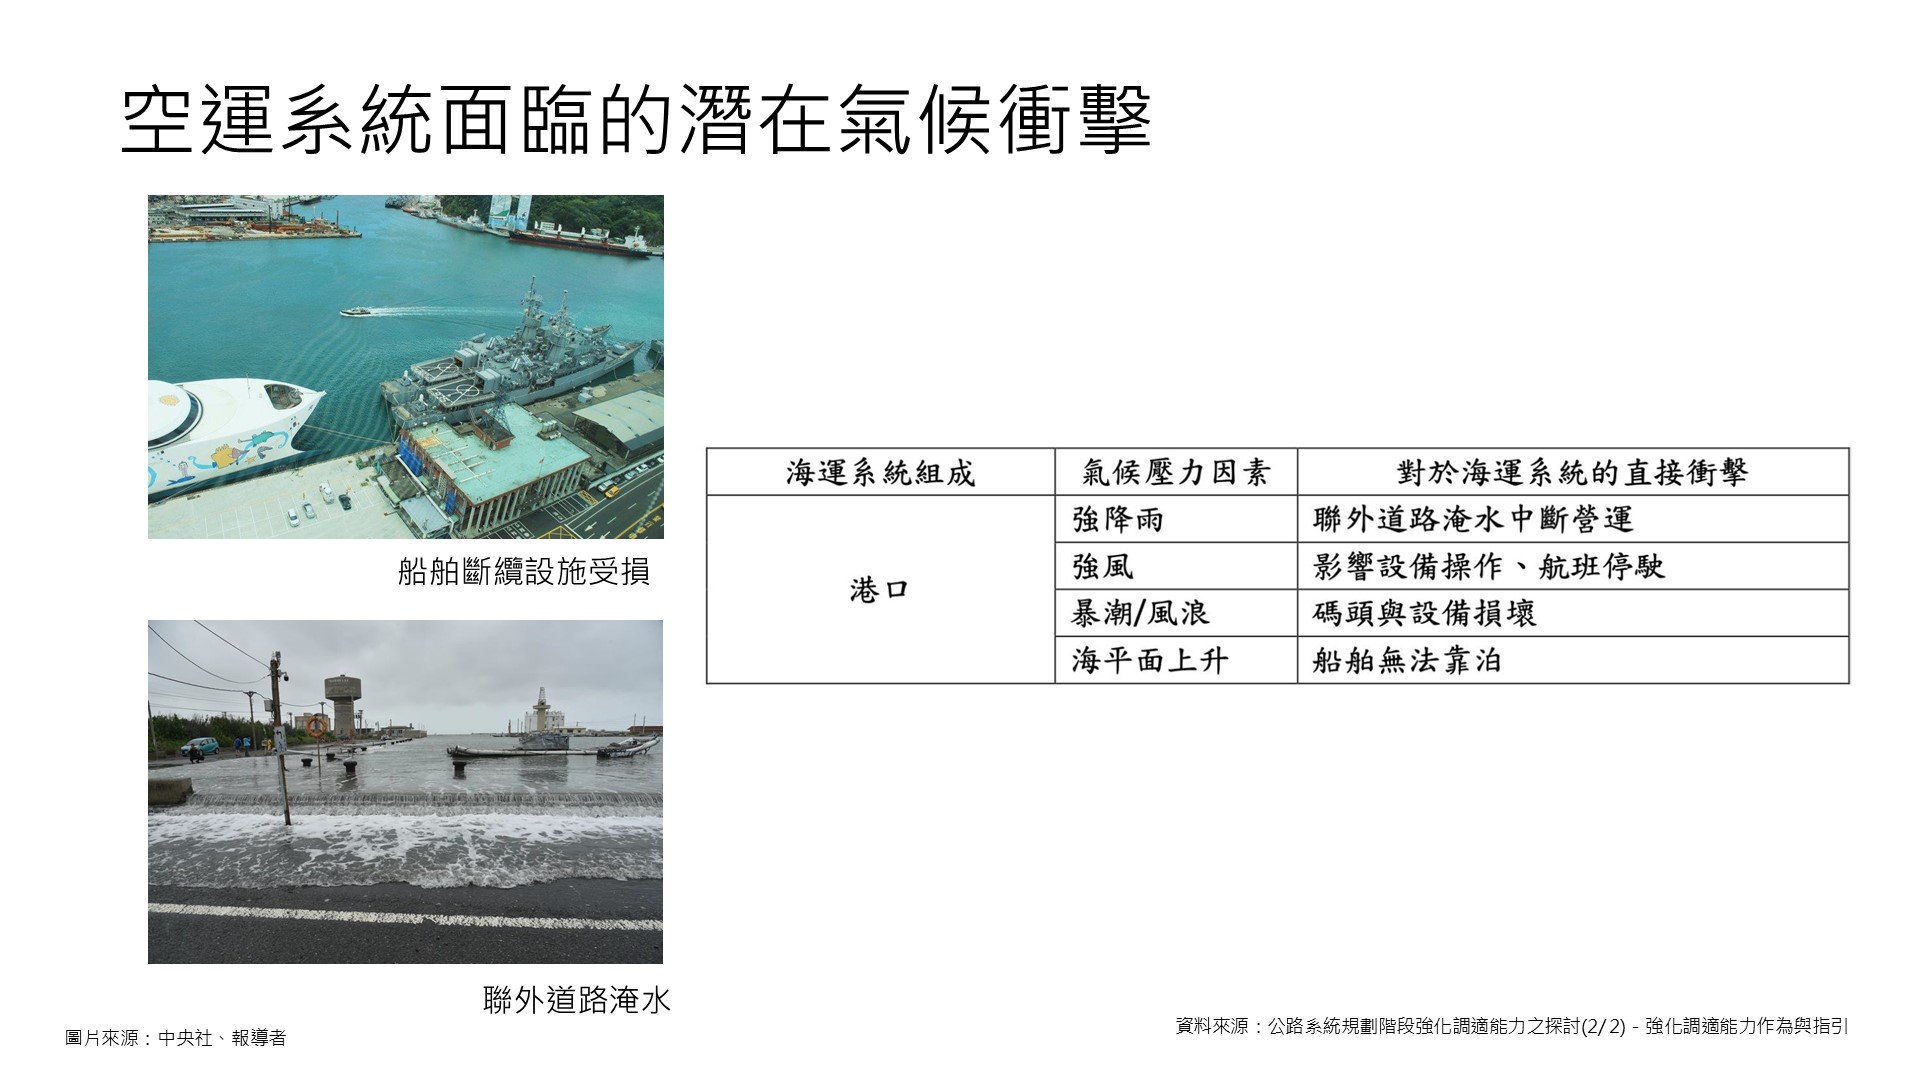 空運系統面臨的潛在氣候衝擊
船舶斷纜設施受損
聯外道路淹水
圖片來源：中央社、報導者
海運系統組成 氣候壓力因素 對於海運系統的直接衝擊
港口
強降雨 聯外道路淹水中斷營運
強風 影響設備操作、航班停駛
暴潮/風浪 碼頭與設備損壞
海平面上升 船舶無法靠泊
資料來源：公路系統規劃階段強化調適能力之探討(2/2) - 強化調適能力作為與指引